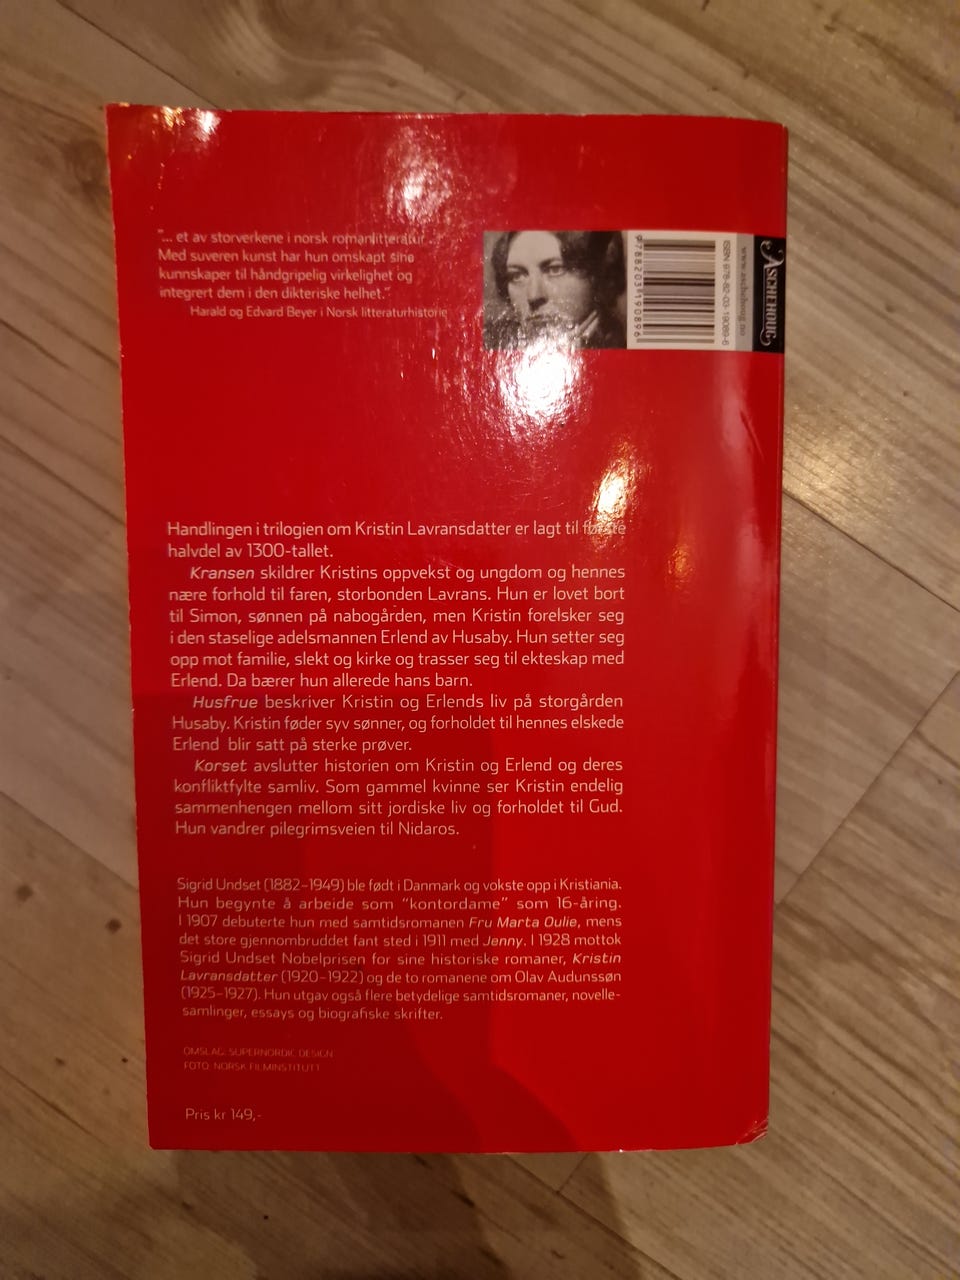 "... et av storverkene i norsk romanlitteratur.
Med suveren kunst har hun omskapt sine
kunnskaper til håndgripelig virkelighet og
integrert dem i den dikteriske helhet."
Harald og Edvard Beyer i Norsk litteraturhistorie
9788203190896
ISBN 978-82-03-19089-6
www.aschehoug.no
ASCHEHOUG
Handlingen i trilogien om Kristin Lavransdatter er lagt til første
halvdel av 1300-tallet.
Kransen skildrer Kristins oppvekst og ungdom og hennes
nære forhold til faren, storbonden Lavrans. Hun er lovet bort
til Simon, sønnen på nabogården, men Kristin forelsker seg
i den staselige adelsmannen Erlend av Husaby. Hun setter seg
opp mot familie, slekt og kirke og trasser seg til ekteskap med
Erlend. Da bærer hun allerede hans barn.
Husfrue beskriver Kristin og Erlends liv på storgården
Husaby. Kristin føder syv sønner, og forholdet til hennes elskede
Erlend blir satt på sterke prøver.
Korset avslutter historien om Kristin og Erlend og deres
konfliktfylte samliv. Som gammel kvinne ser Kristin endelig
sammenhengen mellom sitt jordiske liv og forholdet til Gud.
Hun vandrer pilegrimsveien til Nidaros.
Sigrid Undset (1882–1949) ble født i Danmark og vokste opp i Kristiania.
Hun begynte å arbeide som "kontordame" som 16-åring.
I 1907 debuterte hun med samtidsromanen Fru Marta Oulie, mens
det store gjennombruddet fant sted i 1911 med Jenny. I 1928 mottok
Sigrid Undset Nobelprisen for sine historiske romaner, Kristin
Lavransdatter (1920–1922) og de to romanene om Olav Audunssøn
(1925–1927). Hun utgav også flere betydelige samtidsromaner, novelle-
samlinger, essays og biografiske skrifter.
OMSLAG: SUPERNORDIC DESIGN
FOTO: NORSK FILMINSTITUTT
Pris kr 149,-